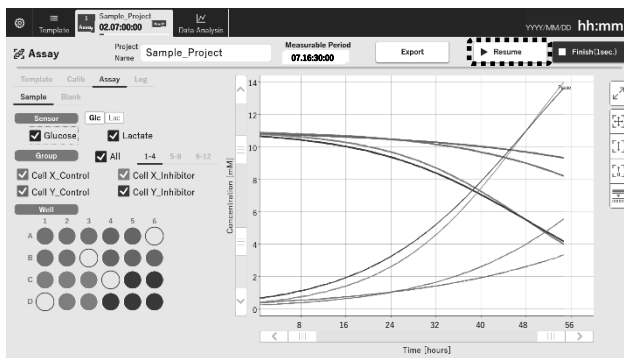 Template
Assay
Sample_Project
02.07:00:00
Data Analysis
YYYY/MM/DD hh:mm
Assay
Project Name
Sample_Project
Measurable Period
07.16:30:00
Export
Resume
Finish(1sec.)
Template Calib Assay Log
Sample Blank
Sensor Glc Lac
Glucose Lactate
Group All 1-4 5-8 9-12
Cell X_Control Cell X_Inhibitor
Cell Y_Control Cell Y_Inhibitor
Well
1 2 3 4 5 6
A
B
C
D
Concentration [mM]
14
12
10
8
6
4
2
0
8 16 24 32 40 48 56
Time [hours]